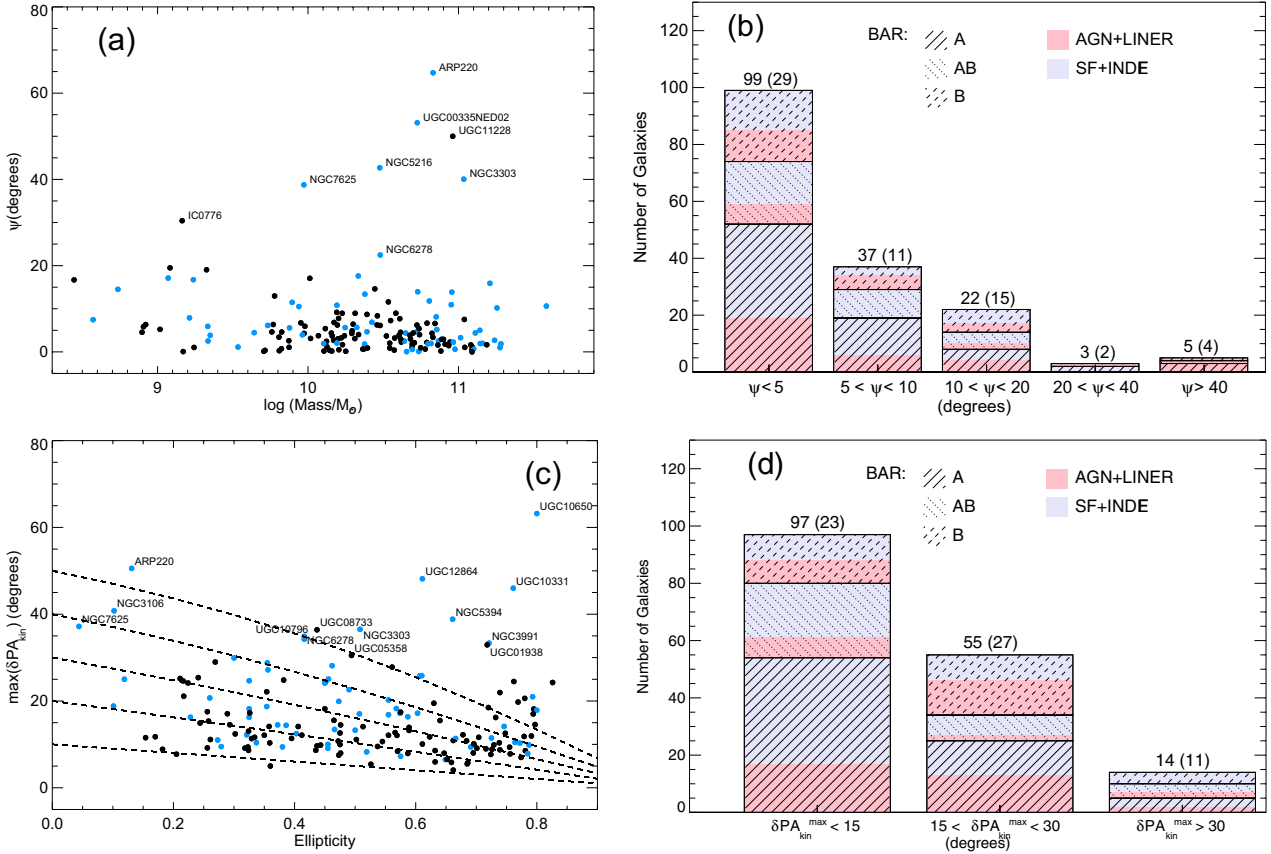 (a)
80
60
40
20
0
ψ(degrees)
ARP220
UGC00335NED02
UGC11228
NGC5216
NGC3303
NGC7625
IC0776
NGC6278
9 10 11
log (Mass/M⊙)
(b)
120
100
80
60
40
20
0
Number of Galaxies
BAR: A AGN+LINER
AB SF+INDE
B
99 (29)
37 (11)
22 (15)
3 (2)
5 (4)
ψ< 5 5 < ψ< 10 10 < ψ< 20 20 < ψ< 40 ψ> 40
(degrees)
(c)
80
60
40
20
0
max(δPAkin) (degrees)
UGC10650
ARP220
UGC12864
UGC10331
NGC3106
NGC5394
NGC7625
UGC08733
UGC10796
NGC3303
NGC6278
NGC3991
UGC05358
UGC01938
0.0 0.2 0.4 0.6 0.8
Ellipticity
(d)
120
100
80
60
40
20
0
Number of Galaxies
BAR: A AGN+LINER
AB SF+INDE
B
97 (23)
55 (27)
14 (11)
δPAkin max < 15 15 < δPAkin max < 30 δPAkin max > 30
(degrees)